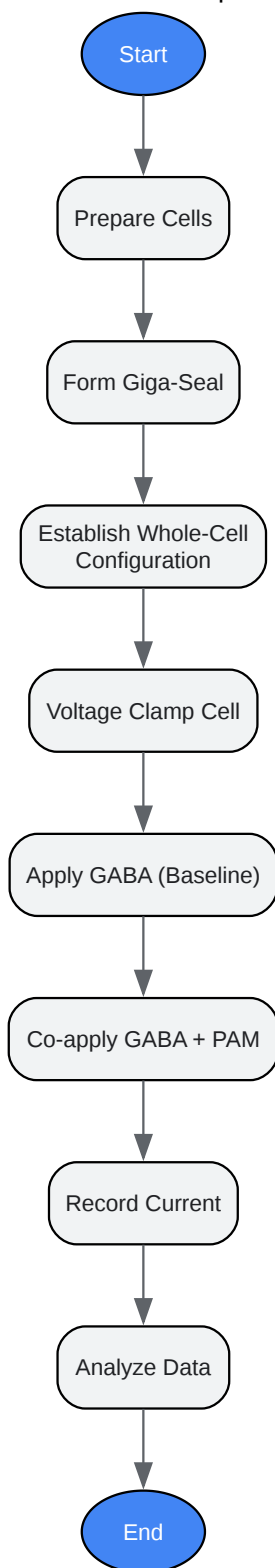 Start
Prepare Cells
Form Giga-Seal
Establish Whole-Cell
Configuration
Voltage Clamp Cell
Apply GABA (Baseline)
Co-apply GABA + PAM
Record Current
Analyze Data
End